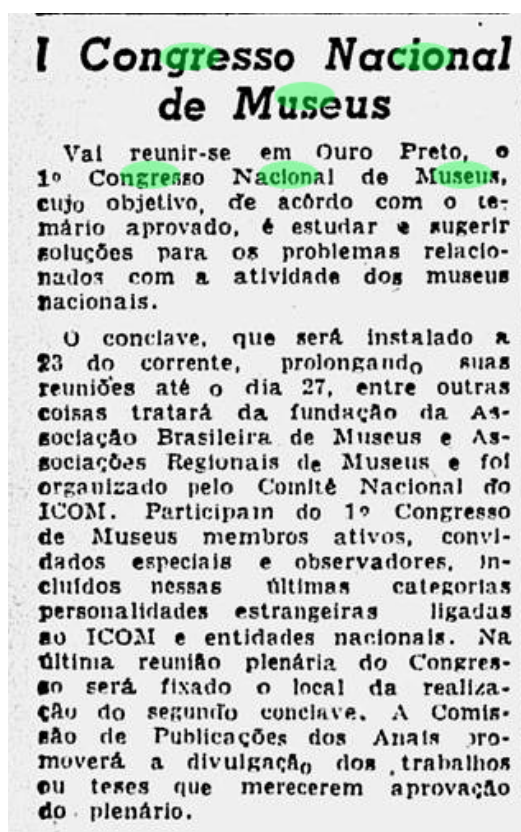 I Congresso Nacional
de Museus
Vai reunir-se em Ouro Preto, o
1º Congresso Nacional de Museus,
cujo objetivo, de acôrdo com o te-
mário aprovado, é estudar e sugerir
soluções para os problemas relacio-
nados com a atividade dos museus
nacionais.
O conclave, que será instalado a
23 do corrente, prolongando suas
reuniões até o dia 27, entre outras
coisas tratará da fundação da As-
sociação Brasileira de Museus e As-
sociações Regionais de Museus e foi
organizado pelo Comitê Nacional do
ICOM. Participam do 1º Congresso
de Museus membros ativos, convi-
dados especiais e observadores, in-
cluídos nessas últimas categorias
personalidades estrangeiras ligadas
ao ICOM e entidades nacionais. Na
última reunião plenária do Congres-
so será fixado o local da realiza-
ção do segundo conclave. A Comis-
são de Publicações dos Anais pro-
moverá a divulgação dos trabalhos
ou teses que merecerem aprovação
do plenário.